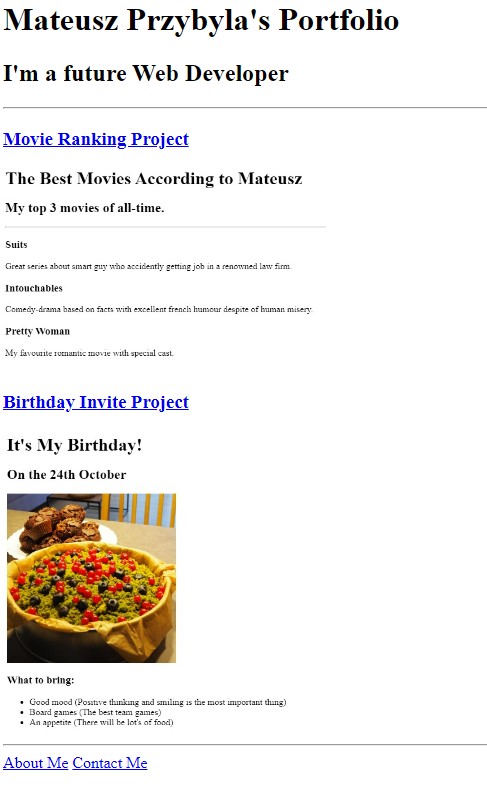 Mateusz Przybyla's Portfolio
I'm a future Web Developer
Movie Ranking Project
The Best Movies According to Mateusz
My top 3 movies of all-time.
Suits
Great series about smart guy who accidently getting job in a renowned law firm.
Intouchables
Comedy-drama based on facts with excellent french humour despite of human misery.
Pretty Woman
My favourite romantic movie with special cast.
Birthday Invite Project
It's My Birthday!
On the 24th October
What to bring:
Good mood (Positive thinking and smiling is the most important thing)
Board games (The best team games)
An appetite (There will be lot's of food)
About Me Contact Me